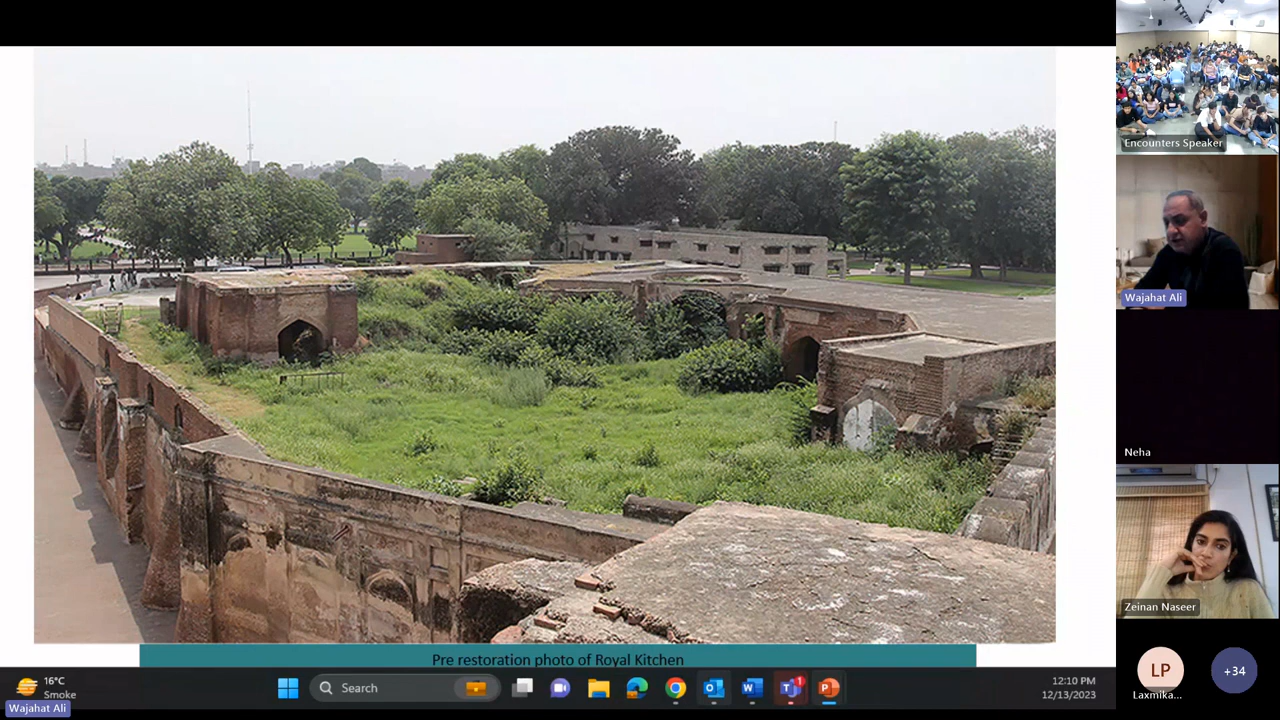 Pre restoration photo of Royal Kitchen
16°C
Smoke
Search
1
12:10 PM
12/13/2023
Wajahat Ali
Encounters Speaker
Wajahat Ali
Neha
Zeinan Naseer
LP
Laxmika...
+34